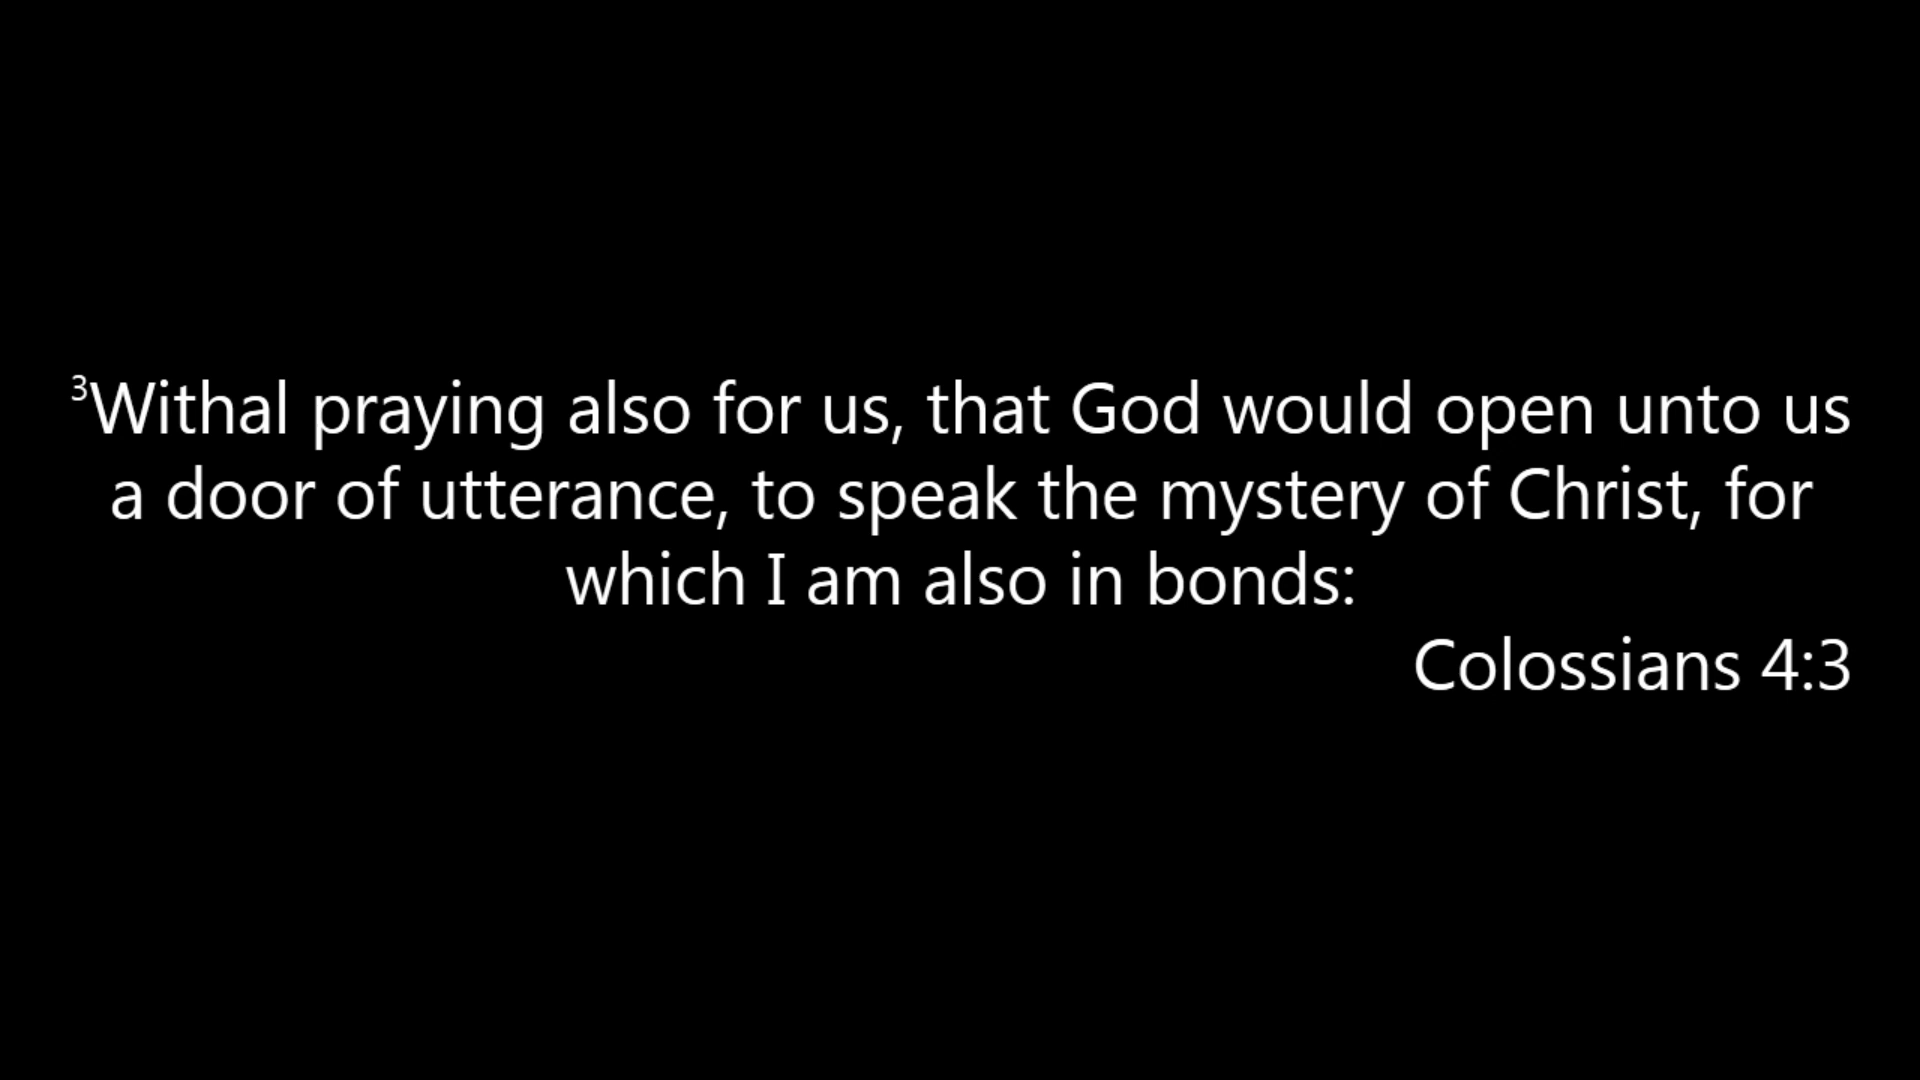 ³Withal praying also for us, that God would open unto us
a door of utterance, to speak the mystery of Christ, for
which I am also in bonds:
Colossians 4:3